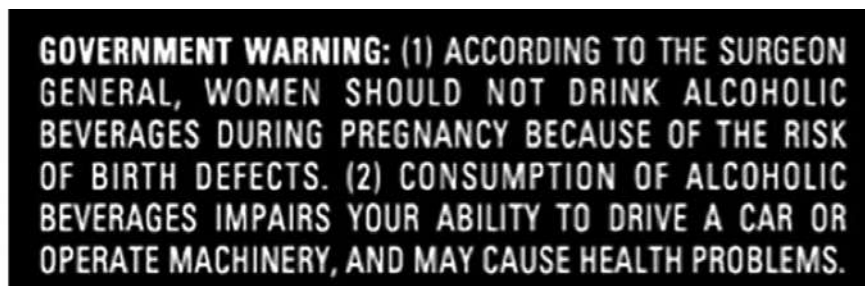 GOVERNMENT WARNING: (1) ACCORDING TO THE SURGEON
GENERAL, WOMEN SHOULD NOT DRINK ALCOHOLIC
BEVERAGES DURING PREGNANCY BECAUSE OF THE RISK
OF BIRTH DEFECTS. (2) CONSUMPTION OF ALCOHOLIC
BEVERAGES IMPAIRS YOUR ABILITY TO DRIVE A CAR OR
OPERATE MACHINERY, AND MAY CAUSE HEALTH PROBLEMS.